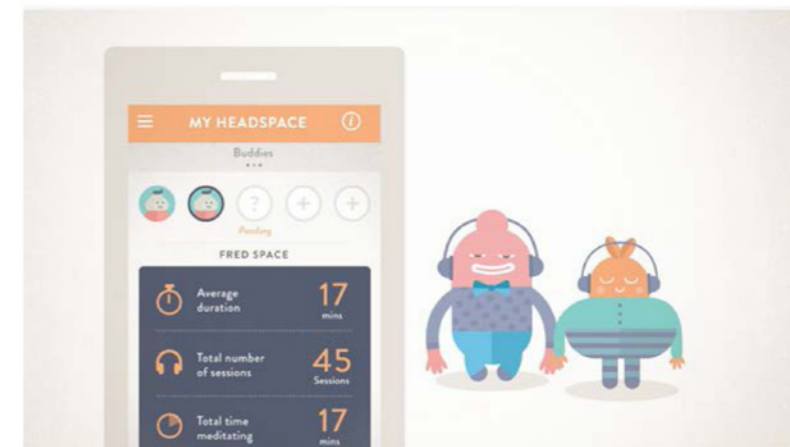 MY HEADSPACE
Buddies
?
+
+
Pending
FRED SPACE
Average
duration
17
mins
Total number
of sessions
45
Sessions
Total time
meditating
17
mins